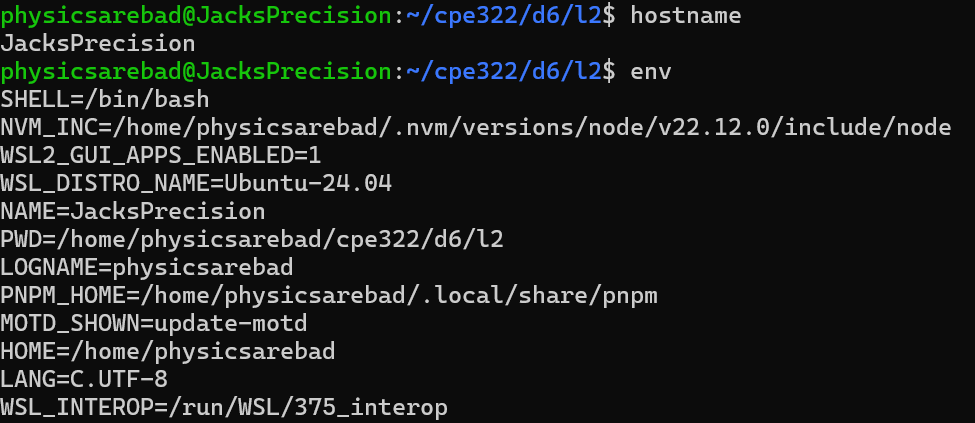 physicsarebad@JacksPrecision:~/cpe322/d6/l2$ hostname
JacksPrecision
physicsarebad@JacksPrecision:~/cpe322/d6/l2$ env
SHELL=/bin/bash
NVM_INC=/home/physicsarebad/.nvm/versions/node/v22.12.0/include/node
WSL2_GUI_APPS_ENABLED=1
WSL_DISTRO_NAME=Ubuntu-24.04
NAME=JacksPrecision
PWD=/home/physicsarebad/cpe322/d6/l2
LOGNAME=physicsarebad
PNPM_HOME=/home/physicsarebad/.local/share/pnpm
MOTD_SHOWN=update-motd
HOME=/home/physicsarebad
LANG=C.UTF-8
WSL_INTEROP=/run/WSL/375_interop